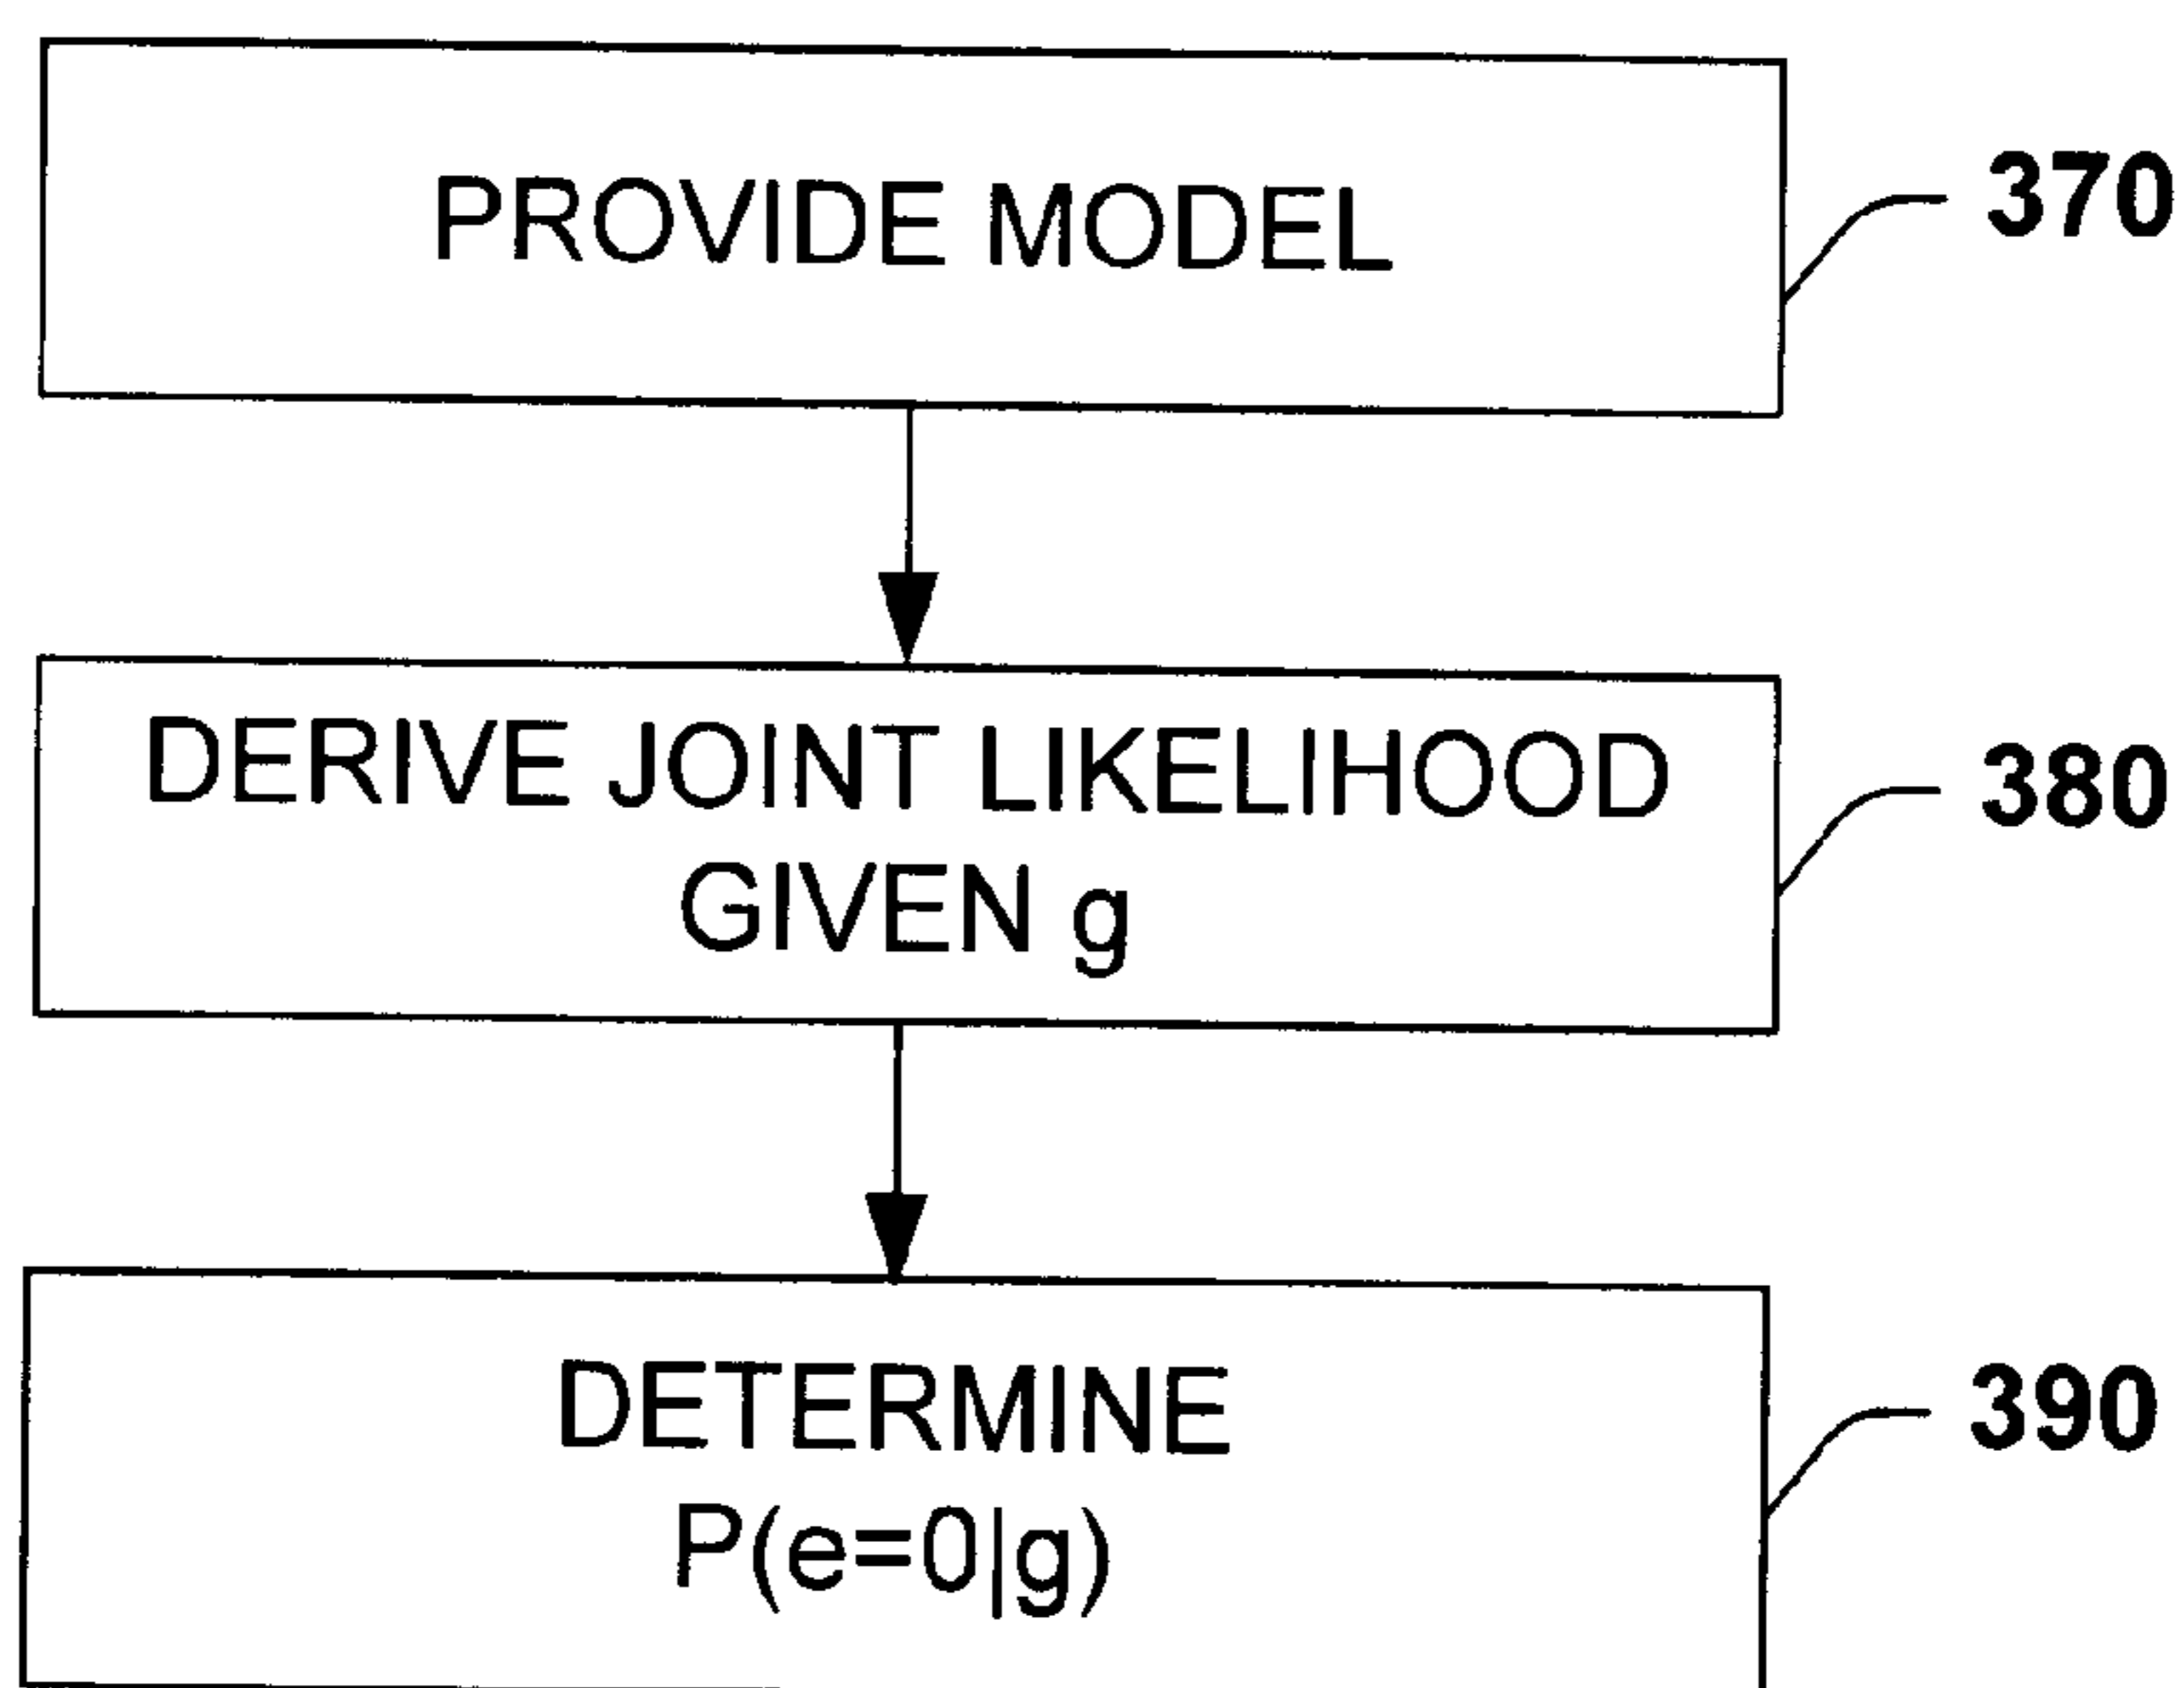 PROVIDE MODEL
370
DERIVE JOINT LIKELIHOOD
GIVEN g
380
DETERMINE
P(e=0|g)
390